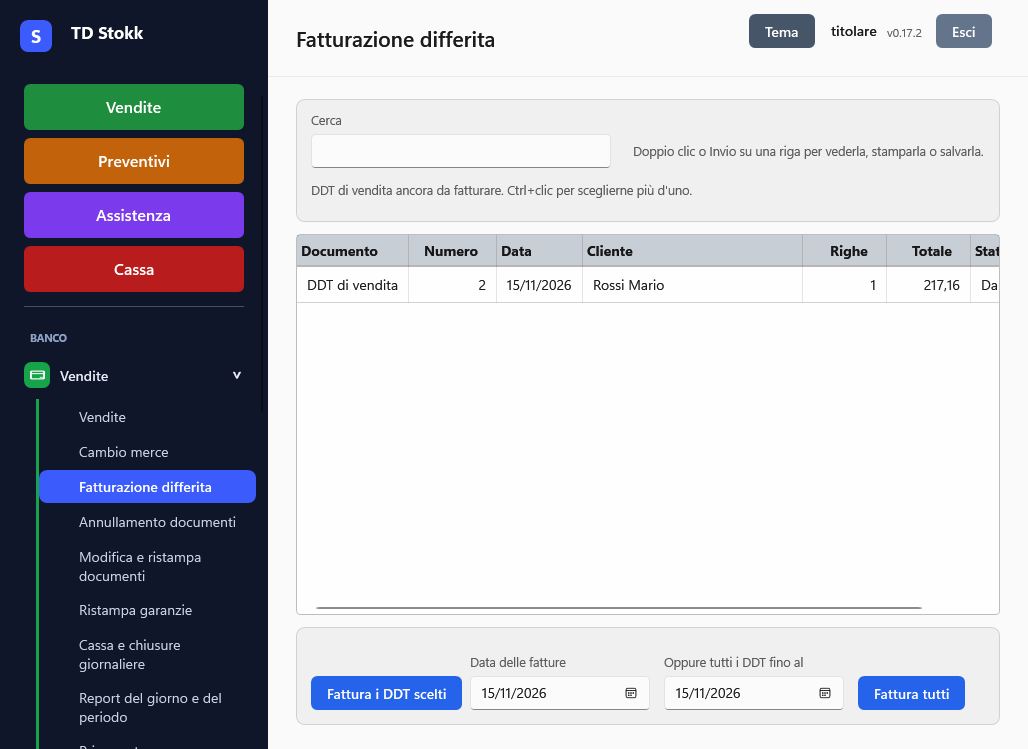 S TD Stokk
Vendite
Preventivi
Assistenza
Cassa
BANCO
Vendite
Vendite
Cambio merce
Fatturazione differita
Annullamento documenti
Modifica e ristampa
documenti
Ristampa garanzie
Cassa e chiusure
giornaliere
Report del giorno e del
periodo
Fatturazione differita
Tema titolare v0.17.2 Esci
Cerca
Doppio clic o Invio su una riga per vederla, stamparla o salvarla.
DDT di vendita ancora da fatturare. Ctrl+clic per sceglierne più d'uno.
Documento Numero Data Cliente Righe Totale Stat
DDT di vendita 2 15/11/2026 Rossi Mario 1 217,16 Da
Data delle fatture Oppure tutti i DDT fino al
Fattura i DDT scelti 15/11/2026 15/11/2026 Fattura tutti